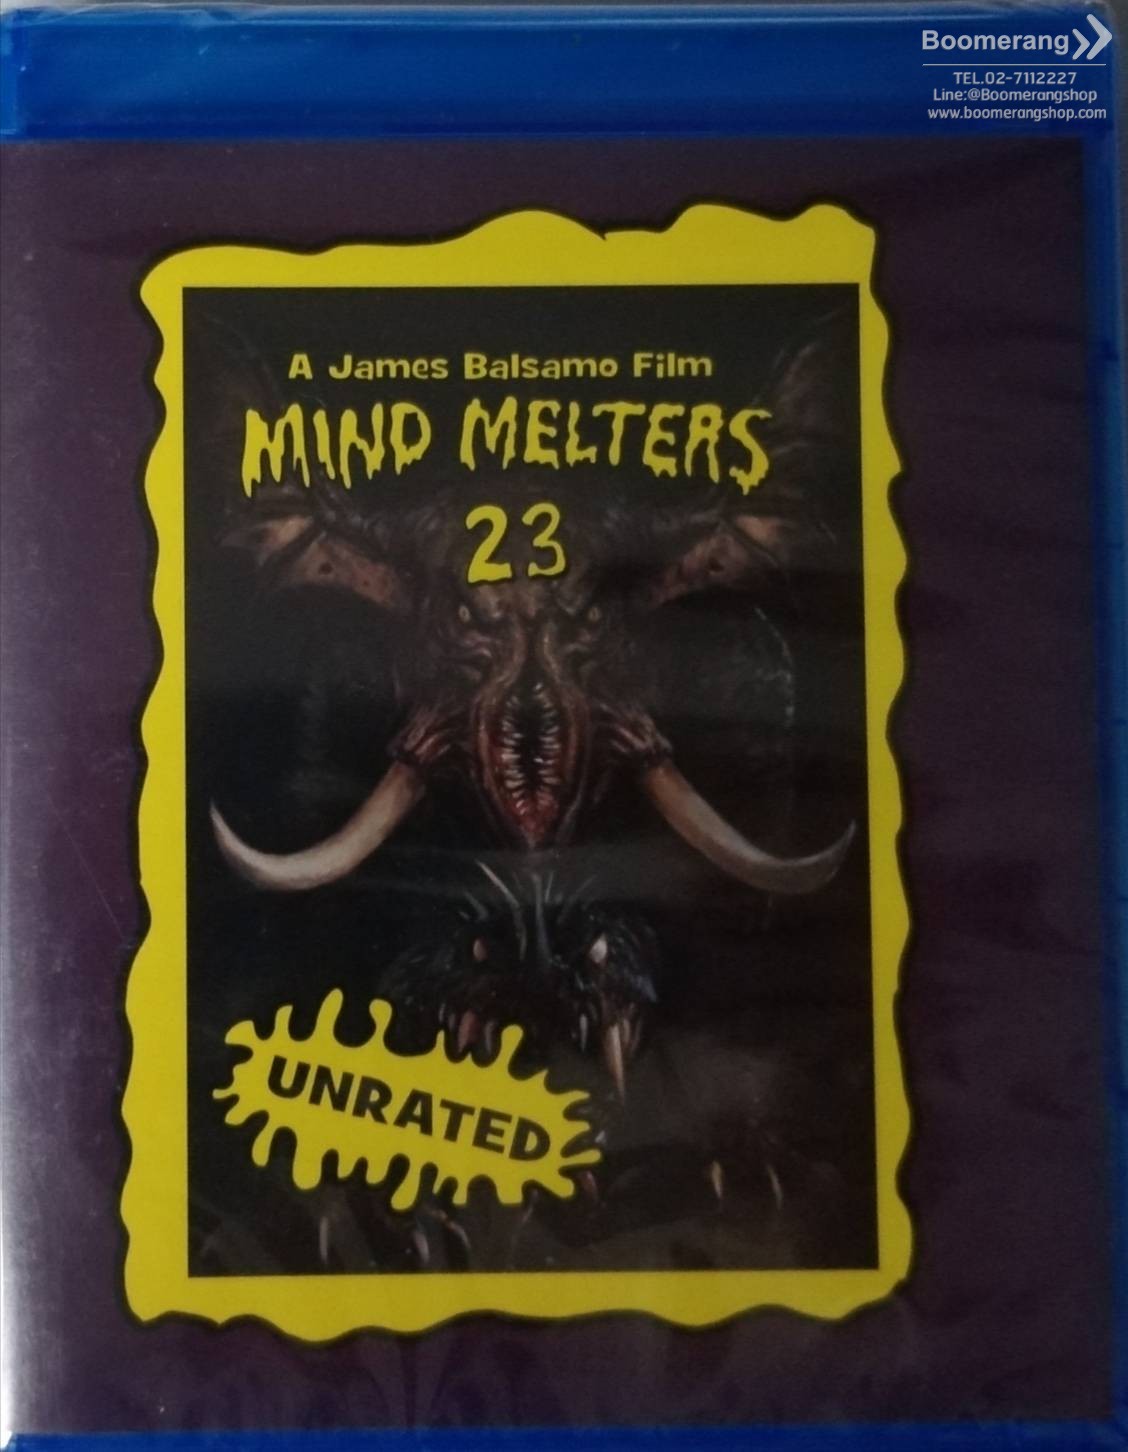 Boomerang
TEL.02-7112227
Line:@Boomerangshop
www.boomerangshop.com
A James Balsamo Film
MIND MELTERS
23
UNRATED